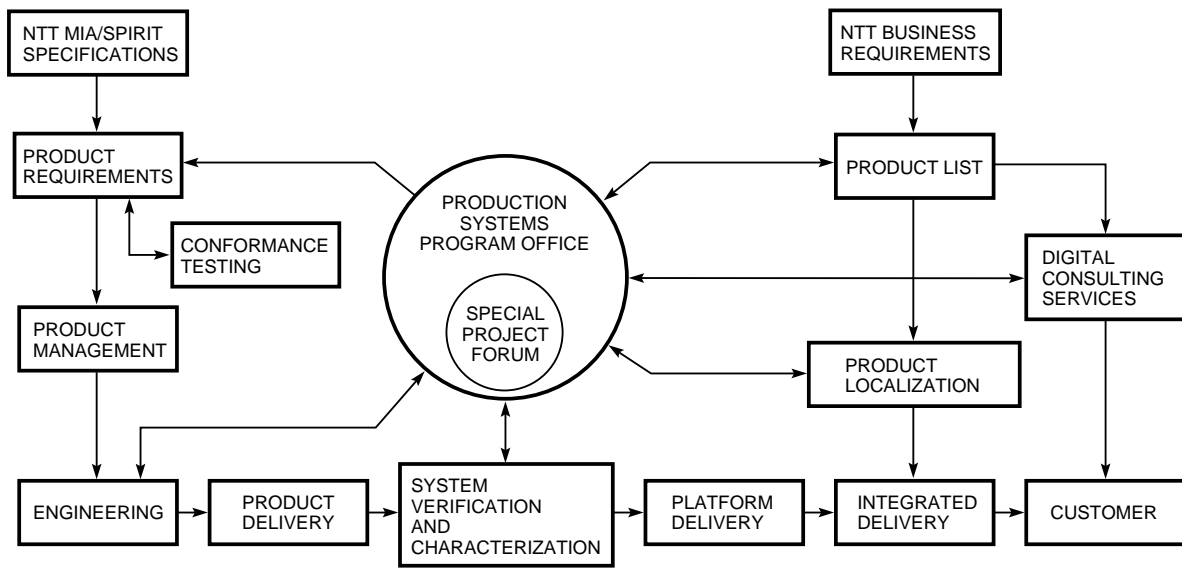 NTT MIA/SPIRIT
SPECIFICATIONS
NTT BUSINESS
REQUIREMENTS
PRODUCT
REQUIREMENTS
PRODUCT LIST
PRODUCTION
SYSTEMS
PROGRAM OFFICE
CONFORMANCE
TESTING
DIGITAL
CONSULTING
SERVICES
SPECIAL
PROJECT
FORUM
PRODUCT
MANAGEMENT
PRODUCT
LOCALIZATION
ENGINEERING
PRODUCT
DELIVERY
SYSTEM
VERIFICATION
AND
CHARACTERIZATION
PLATFORM
DELIVERY
INTEGRATED
DELIVERY
CUSTOMER